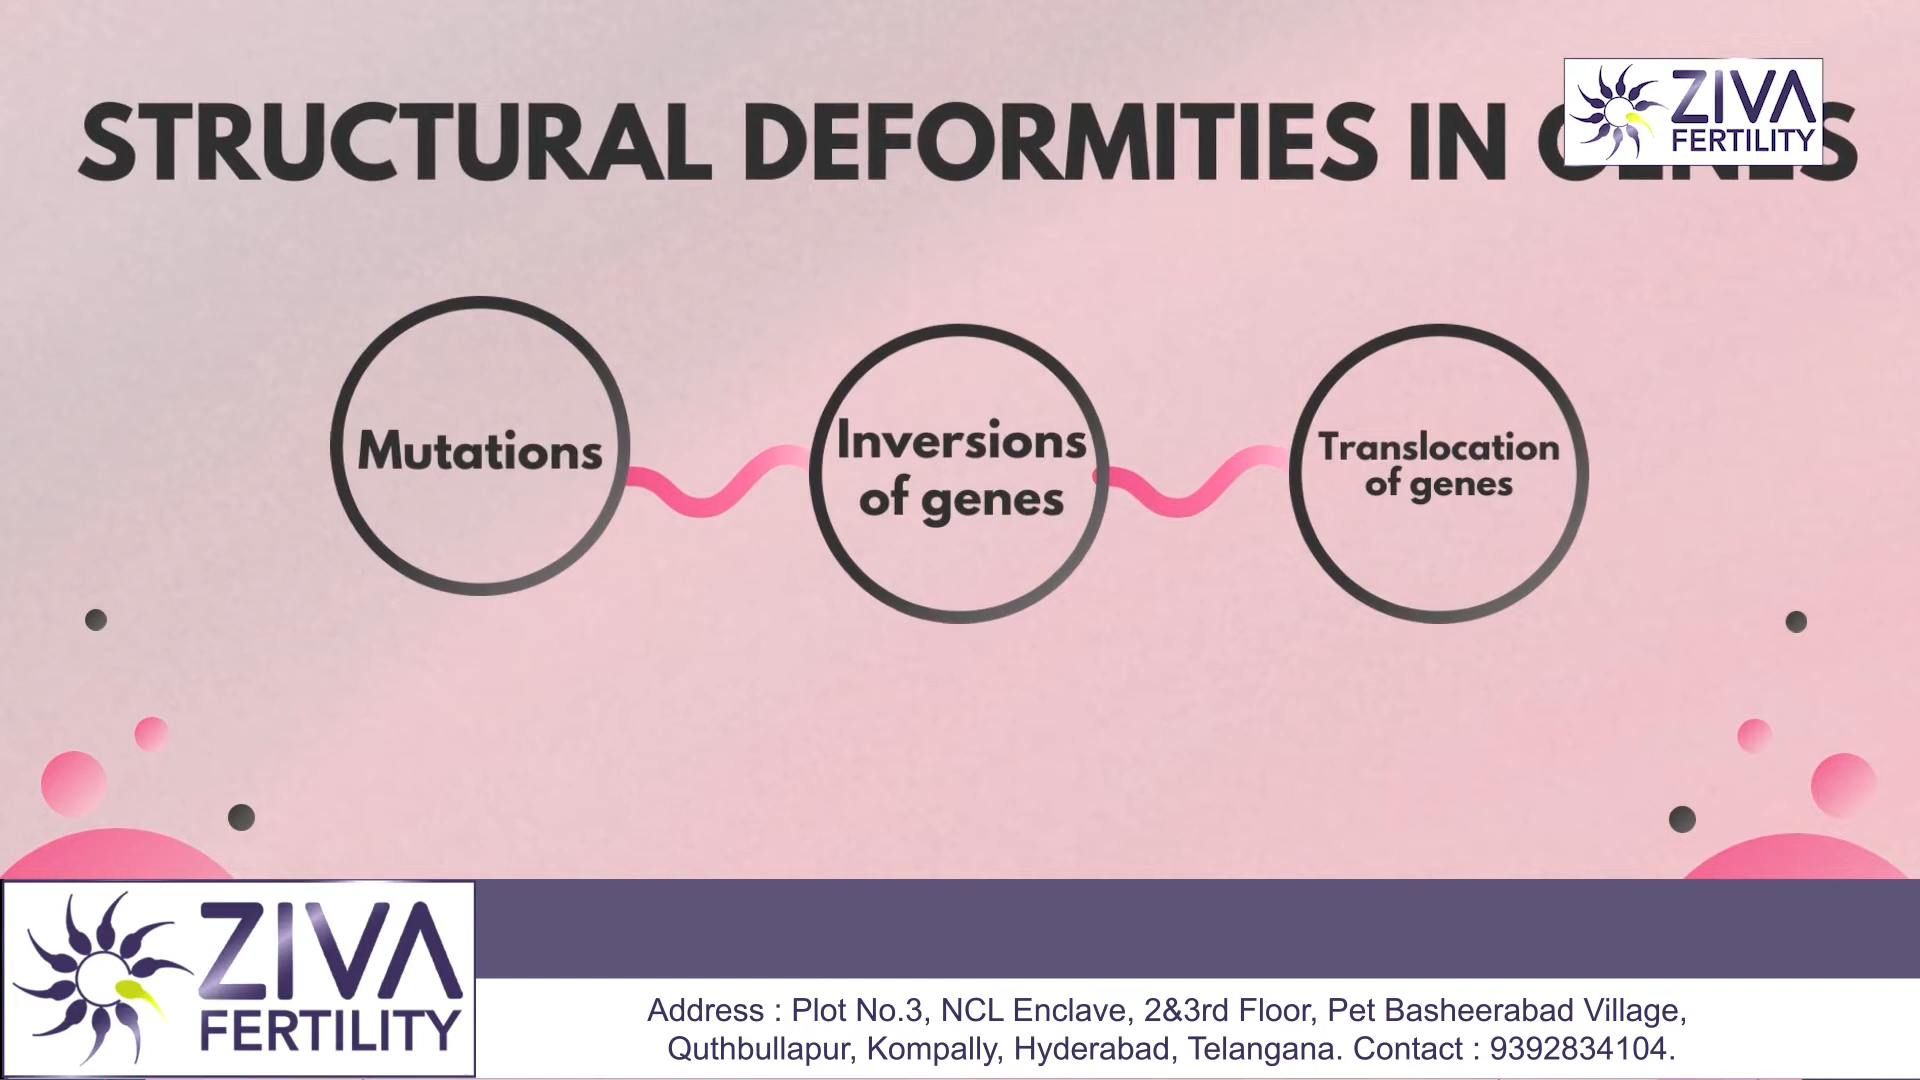 STRUCTURAL DEFORMITIES IN GENES
ZIVA
FERTILITY
Mutations
Inversions
of genes
Translocation
of genes
ZIVA
FERTILITY
Address : Plot No.3, NCL Enclave, 2&3rd Floor, Pet Basheerabad Village,
Quthbullapur, Kompally, Hyderabad, Telangana. Contact : 9392834104.